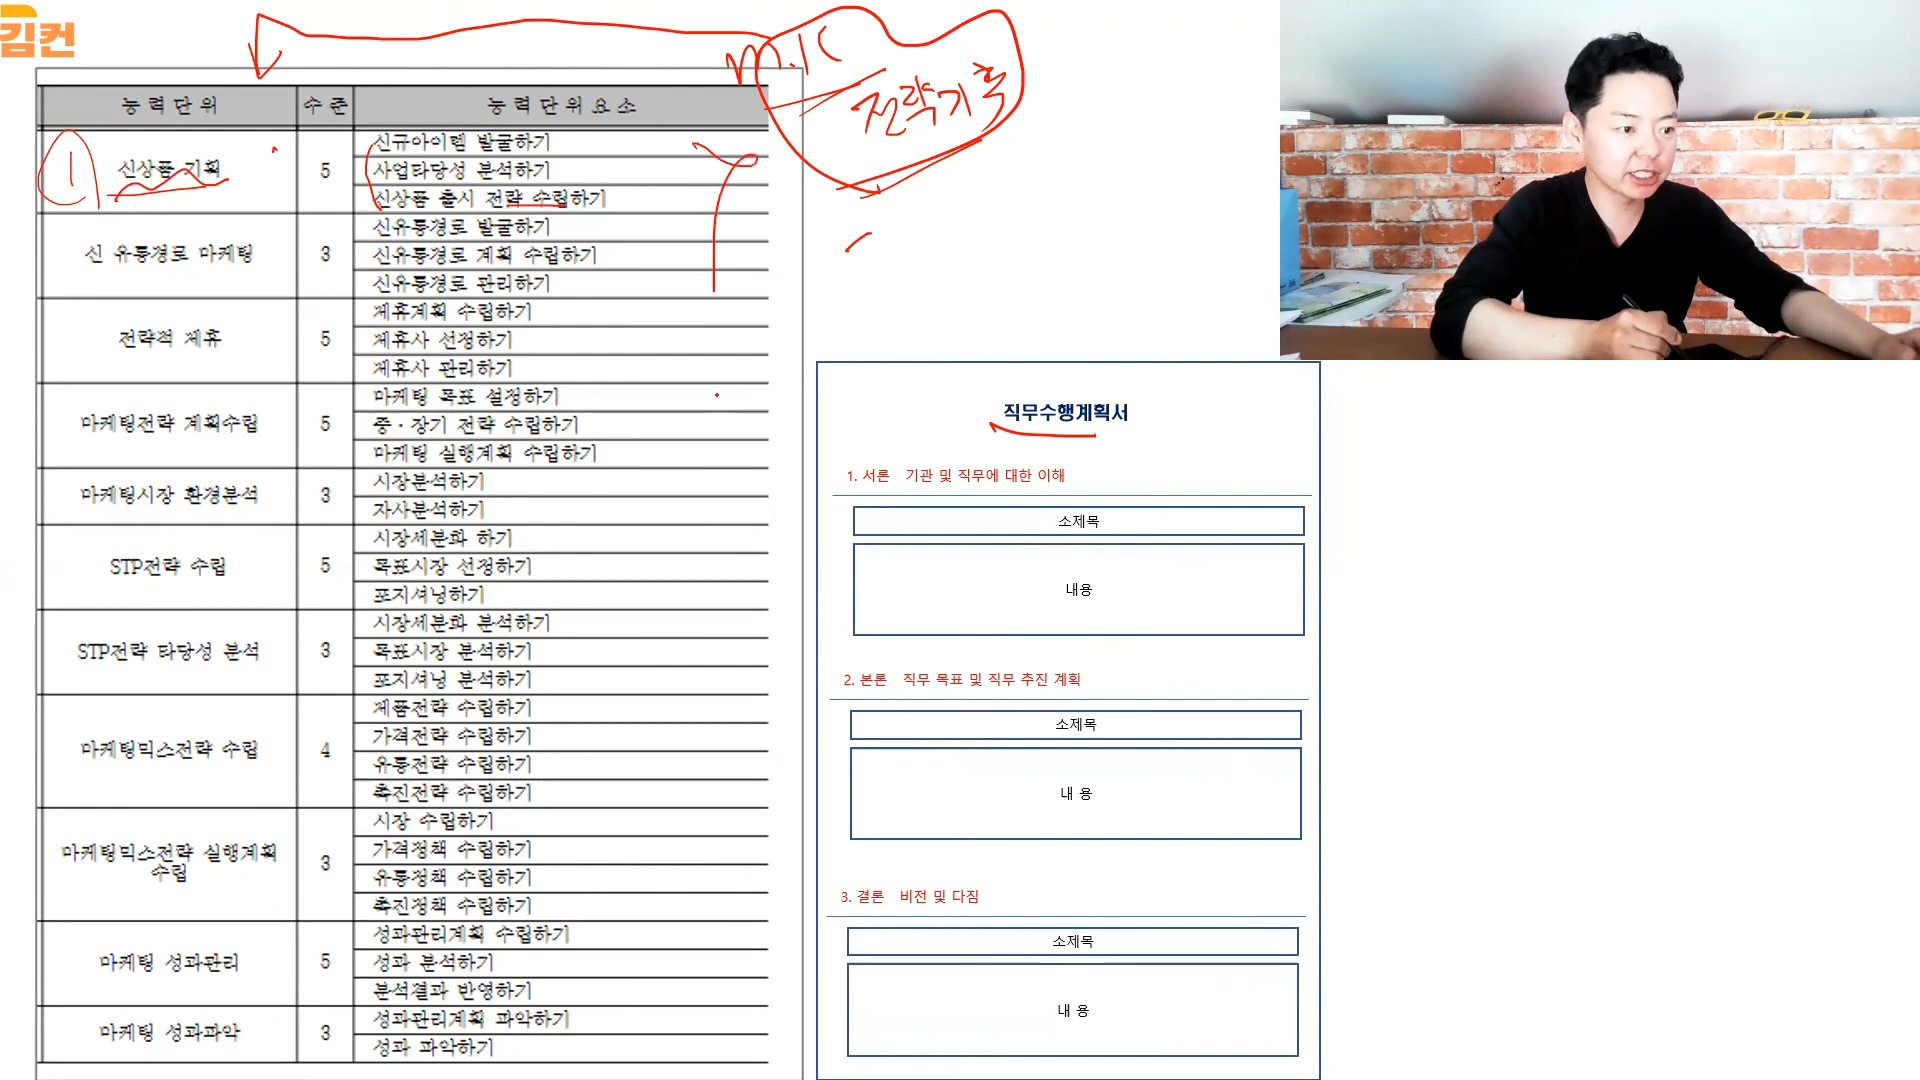 김컨
M.K
전략기획
능력단위 수준 능력단위요소
1
신상품 기획 5 신규아이템 발굴하기
사업타당성 분석하기
신상품 출시 전략 수립하기
신 유통경로 마케팅 3 신유통경로 발굴하기
신유통경로 계획 수립하기
신유통경로 관리하기
전략적 제휴 5 제휴계획 수립하기
제휴사 선정하기
제휴사 관리하기
마케팅전략 계획수립 5 마케팅 목표 설정하기
중·장기 전략 수립하기
마케팅 실행계획 수립하기
마케팅시장 환경분석 3 시장분석하기
자사분석하기
STP전략 수립 5 시장세분화 하기
목표시장 선정하기
포지셔닝하기
STP전략 타당성 분석 3 시장세분화 분석하기
목표시장 분석하기
포지셔닝 분석하기
마케팅믹스전략 수립 4 제품전략 수립하기
가격전략 수립하기
유통전략 수립하기
촉진전략 수립하기
마케팅믹스전략 실행계획 수립 3 시장 수립하기
가격정책 수립하기
유통정책 수립하기
촉진정책 수립하기
마케팅 성과관리 5 성과관리계획 수립하기
성과 분석하기
분석결과 반영하기
마케팅 성과파악 3 성과관리계획 파악하기
성과 파악하기
직무수행계획서
1. 서론 기관 및 직무에 대한 이해
소제목
내용
2. 본론 직무 목표 및 직무 추진 계획
소제목
내 용
3. 결론 비전 및 다짐
소제목
내 용